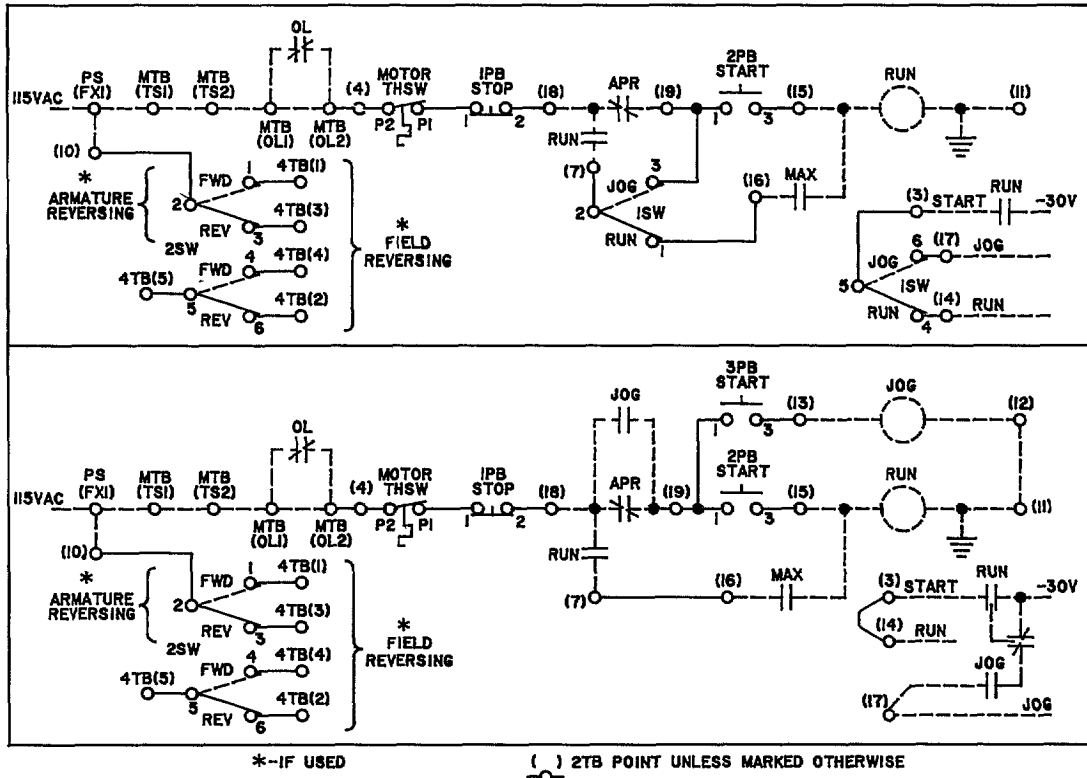 OL
PS (FX1) MTB (TS1) MTB (TS2) (4) MOTOR THSW 1PB STOP (18) APR (19) 2PB START (15) RUN (11)
115VAC
MTB (OL1) MTB (OL2) P2 P1 1 2 RUN 1 3
(10) (7) 3 (16) MAX
* ARMATURE REVERSING
2 FWD 1 4TB(1)
REV 3 4TB(3)
2SW
FWD 4 4TB(4)
4TB(5) 5
REV 6 4TB(2)
* FIELD REVERSING
2 JOG 1SW
RUN 1
(3) START RUN -30V
6 (17) JOG
5 JOG 1SW
RUN 4 (14) RUN
3PB START
JOG
OL JOG 1 3 (13) (12)
PS (FX1) MTB (TS1) MTB (TS2) (4) MOTOR THSW 1PB STOP (18) APR (19) 2PB START (15) RUN
115VAC
MTB (OL1) MTB (OL2) P2 P1 1 2 1 3 (11)
(10) RUN
(7) (16) MAX
* ARMATURE REVERSING
2 FWD 1 4TB(1)
REV 3 4TB(3)
2SW
FWD 4 4TB(4)
4TB(5) 5
REV 6 4TB(2)
* FIELD REVERSING
(3) START RUN -30V
(14) RUN
JOG
(17) JOG
*-IF USED
( ) 2TB POINT UNLESS MARKED OTHERWISE